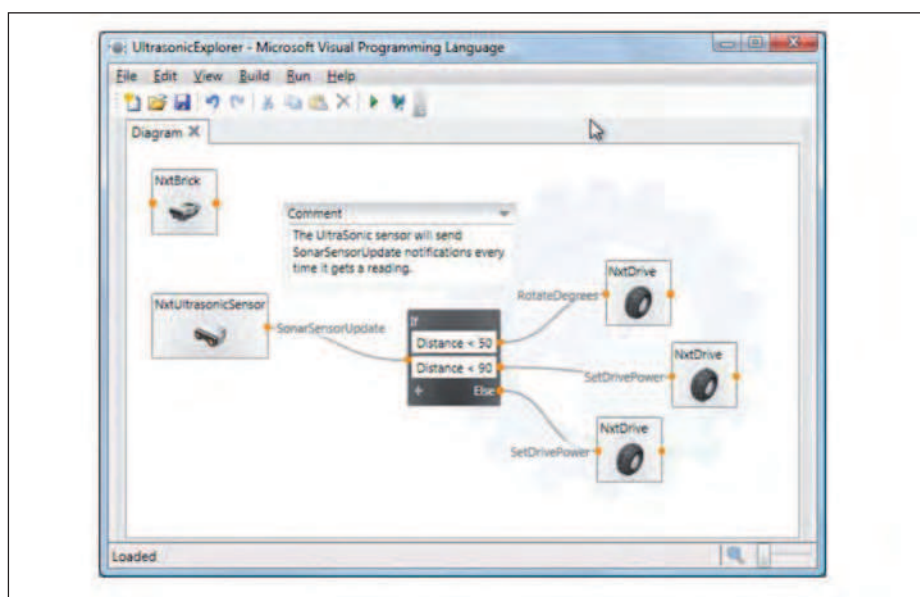 UltrasonicExplorer - Microsoft Visual Programming Language
File Edit View Build Run Help
Diagram
NxtBrick
Comment
The UltraSonic sensor will send
SonarSensorUpdate notifications every
time it gets a reading.
NxtDrive
RotateDegrees
NxtUltrasonicSensor
SonarSensorUpdate
If
Distance < 50
Distance < 90
+ Else
NxtDrive
SetDrivePower
NxtDrive
SetDrivePower
Loaded